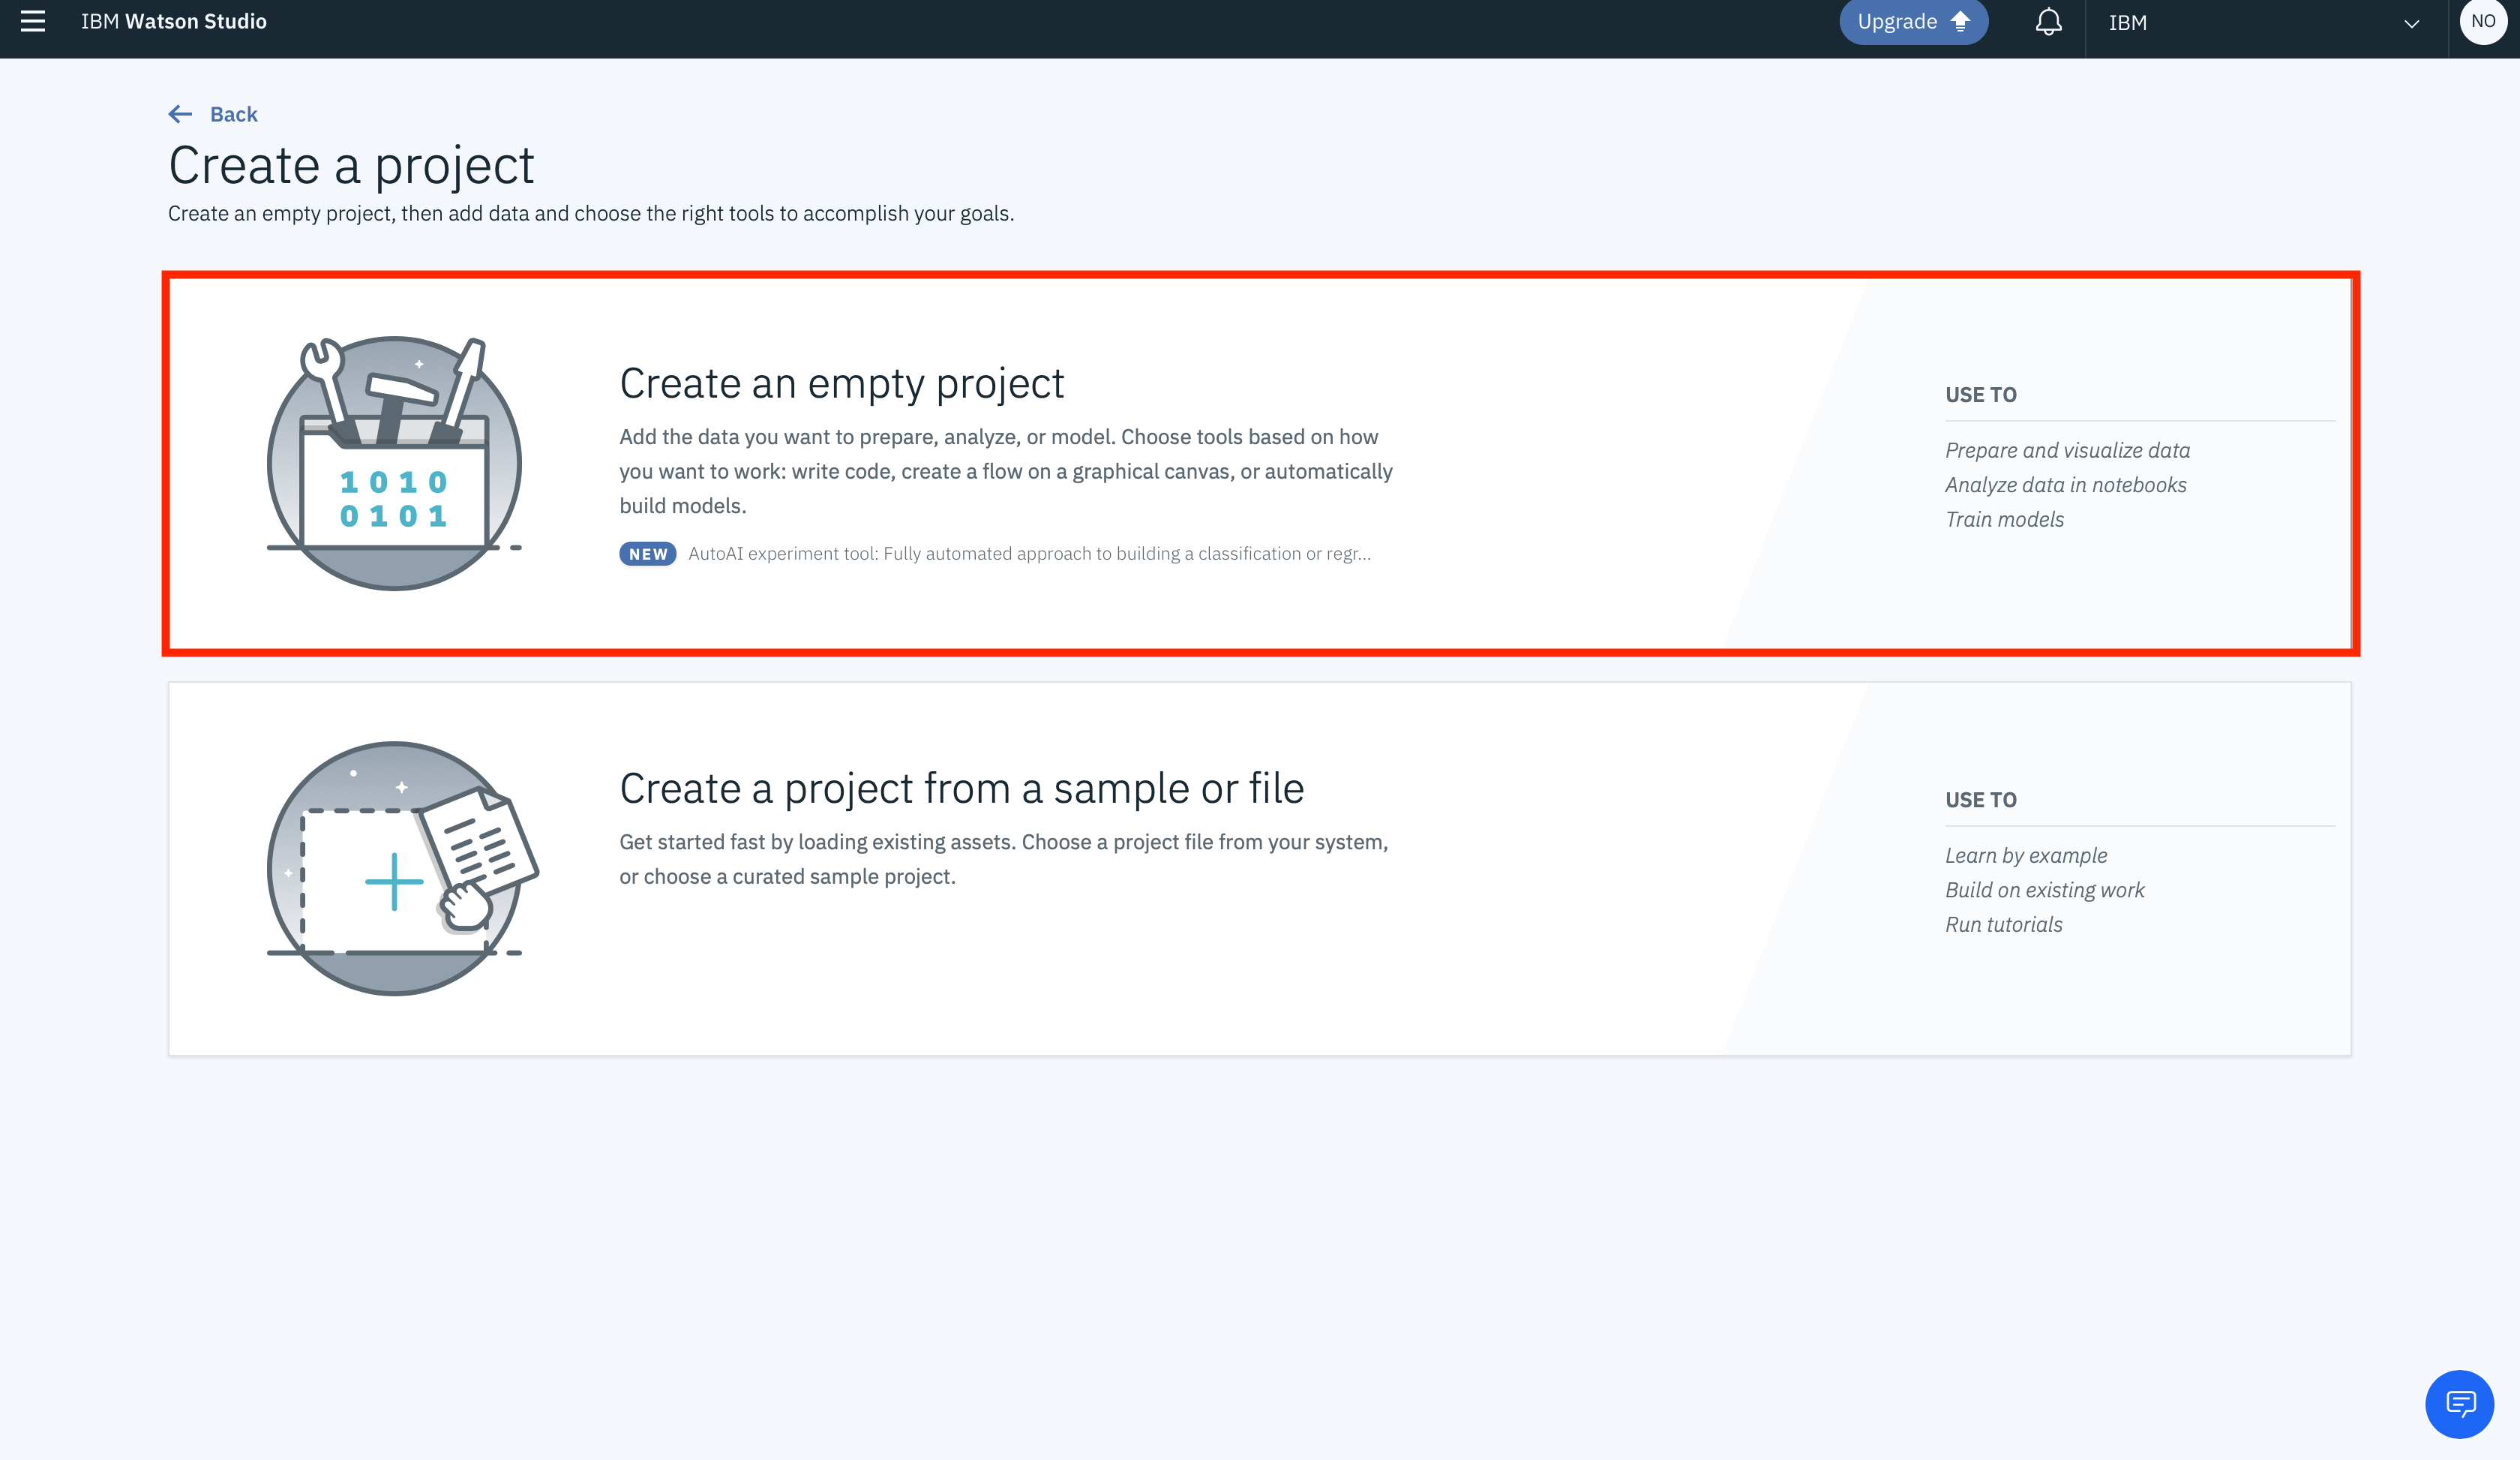 IBM Watson Studio
Upgrade
IBM
NO
Back
Create a project
Create an empty project, then add data and choose the right tools to accomplish your goals.
1010
0101
Create an empty project
Add the data you want to prepare, analyze, or model. Choose tools based on how
you want to work: write code, create a flow on a graphical canvas, or automatically
build models.
NEW AutoAI experiment tool: Fully automated approach to building a classification or regr...
USE TO
Prepare and visualize data
Analyze data in notebooks
Train models
Create a project from a sample or file
Get started fast by loading existing assets. Choose a project file from your system,
or choose a curated sample project.
USE TO
Learn by example
Build on existing work
Run tutorials